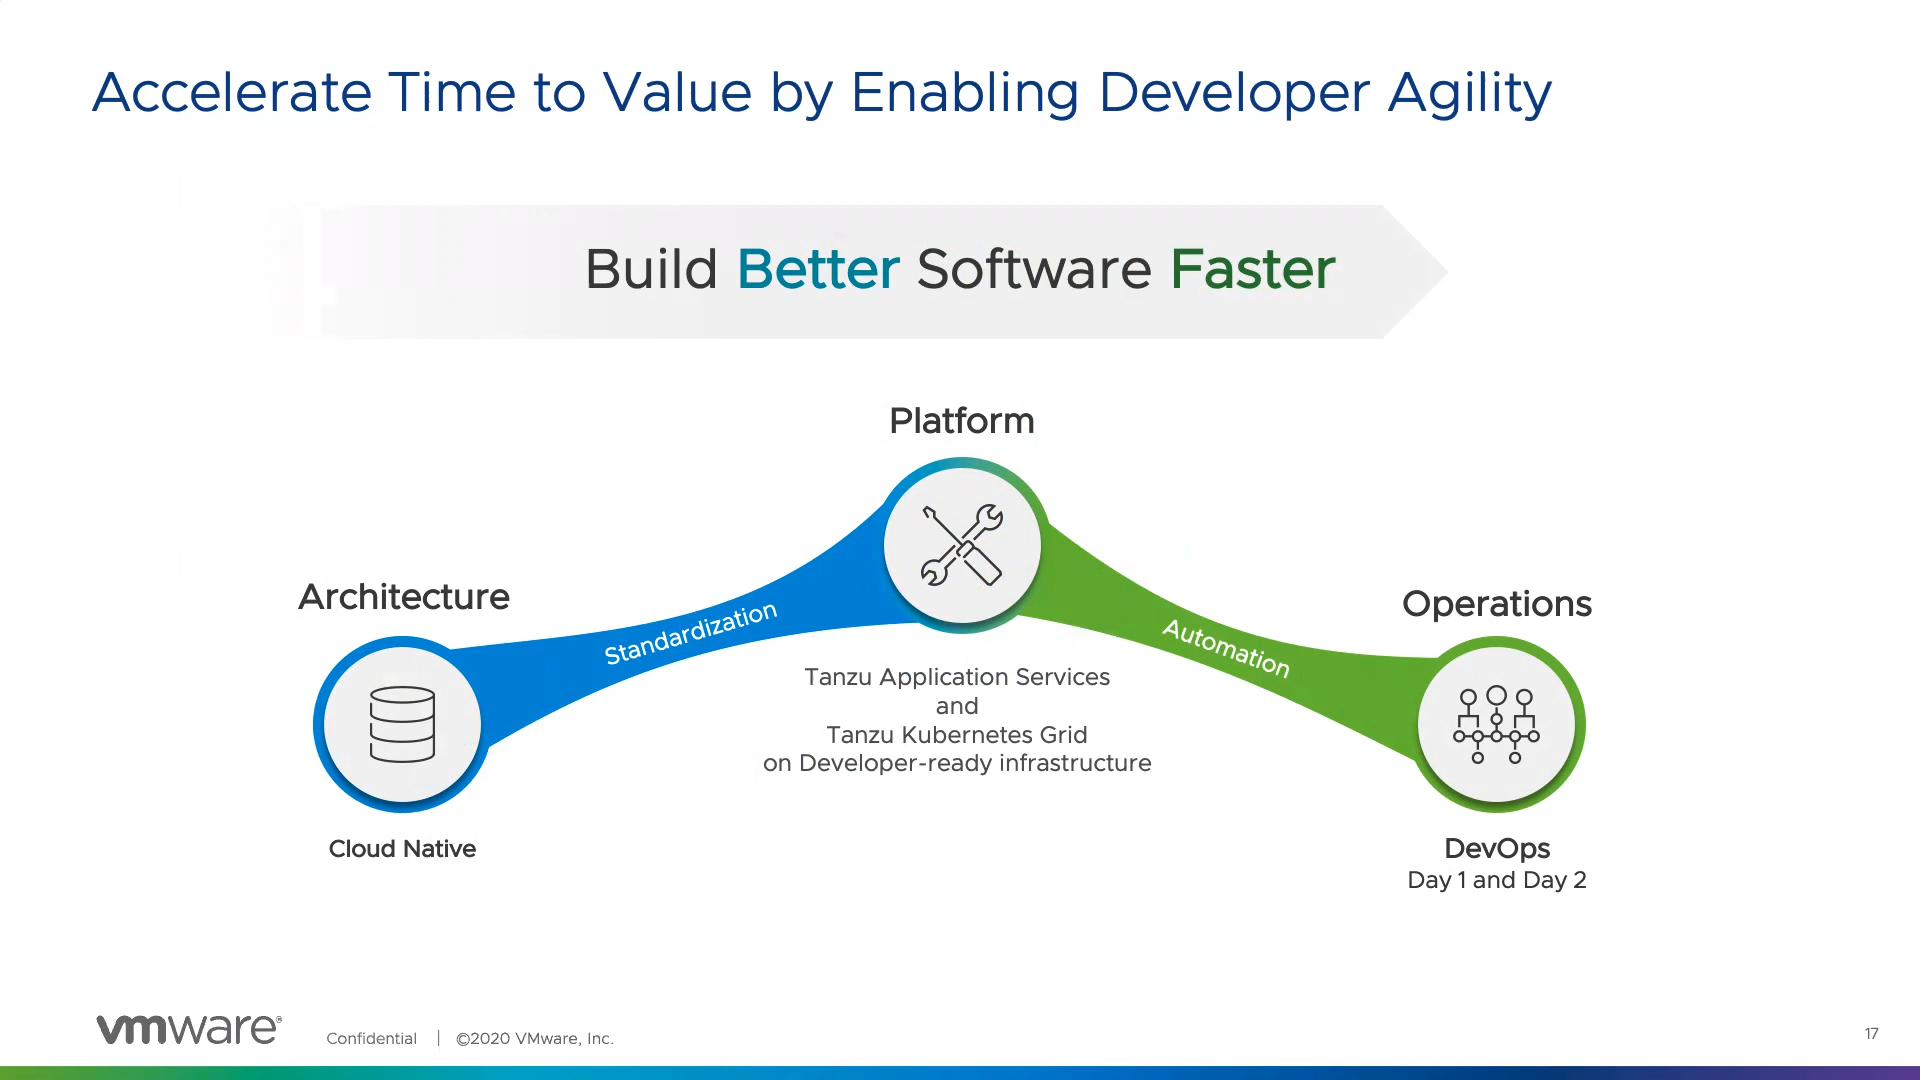 Accelerate Time to Value by Enabling Developer Agility
Build Better Software Faster
Platform
Architecture
Operations
Standardization
Automation
Tanzu Application Services
and
Tanzu Kubernetes Grid
on Developer-ready infrastructure
Cloud Native
DevOps
Day 1 and Day 2
vmware®
Confidential | ©2020 VMware, Inc.
17